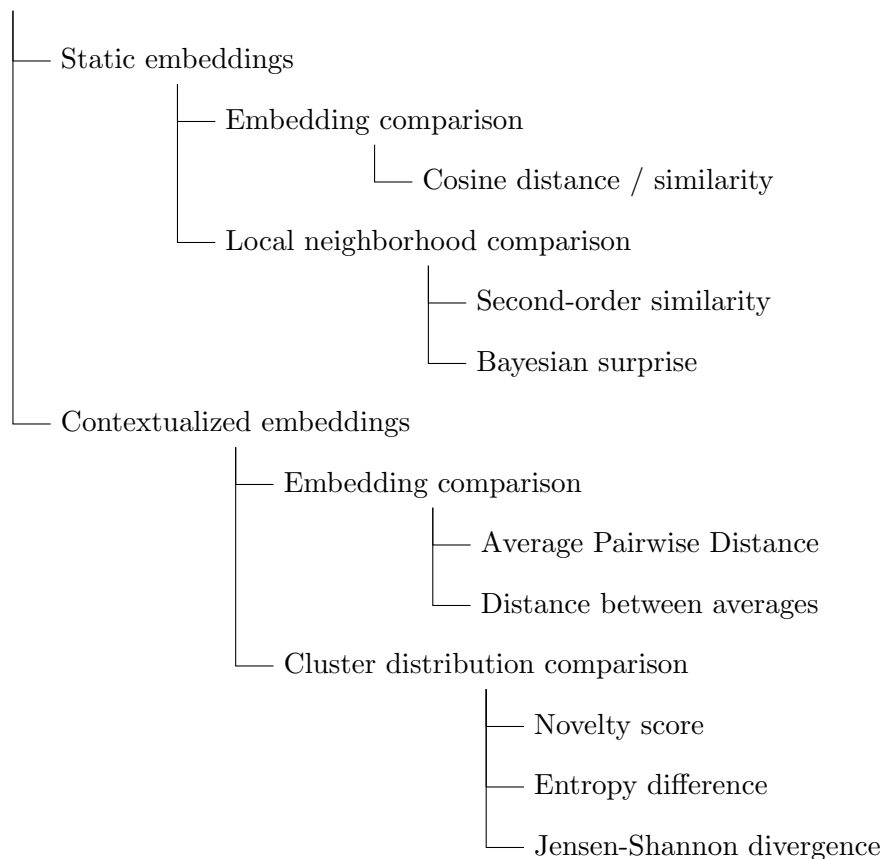 Static embeddings
Embedding comparison
Cosine distance / similarity
Local neighborhood comparison
Second-order similarity
Bayesian surprise
Contextualized embeddings
Embedding comparison
Average Pairwise Distance
Distance between averages
Cluster distribution comparison
Novelty score
Entropy difference
Jensen-Shannon divergence